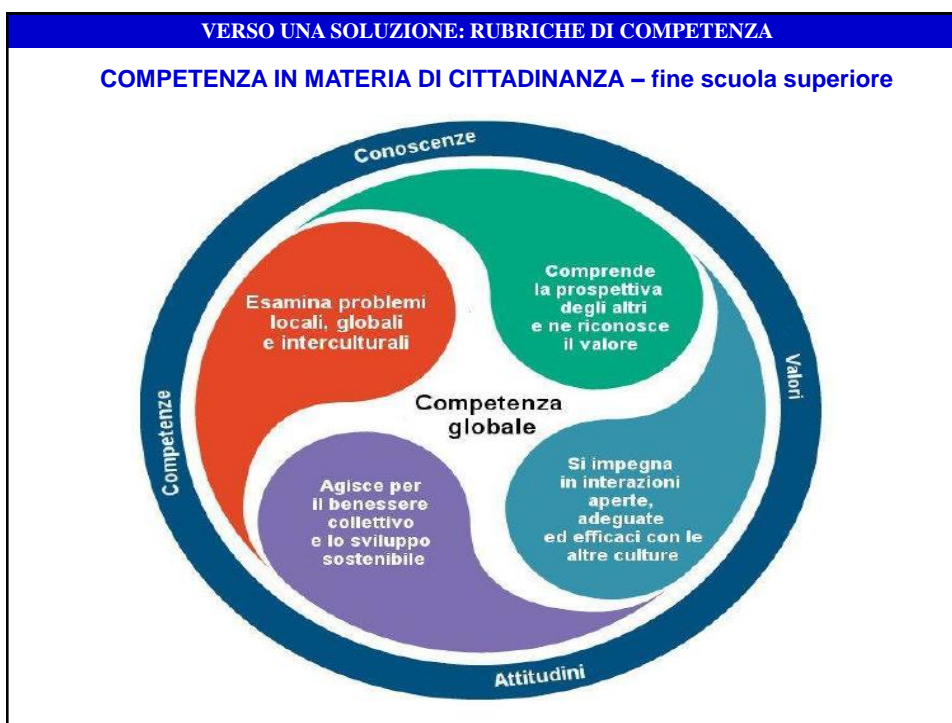 VERSO UNA SOLUZIONE: RUBRICHE DI COMPETENZA
COMPETENZA IN MATERIA DI CITTADINANZA – fine scuola superiore
Conoscenze
Esamina problemi
locali, globali
e interculturali
Comprende
la prospettiva
degli altri
e ne riconosce
il valore
Valori
Competenze
Competenza
globale
Agisce per
il benessere
collettivo
e lo sviluppo
sostenibile
Si impegna
in interazioni
aperte,
adeguate
ed efficaci con le
altre culture
Attitudini